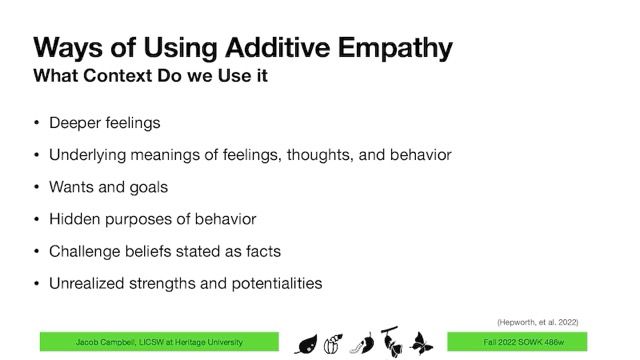 Ways of Using Additive Empathy
What Context Do we Use it
• Deeper feelings
• Underlying meanings of feelings, thoughts, and behavior
• Wants and goals
• Hidden purposes of behavior
• Challenge beliefs stated as facts
• Unrealized strengths and potentialities
(Hepworth, et al. 2022)
Jacob Campbell, LICSW at Heritage University
Fall 2022 SOWK 486w